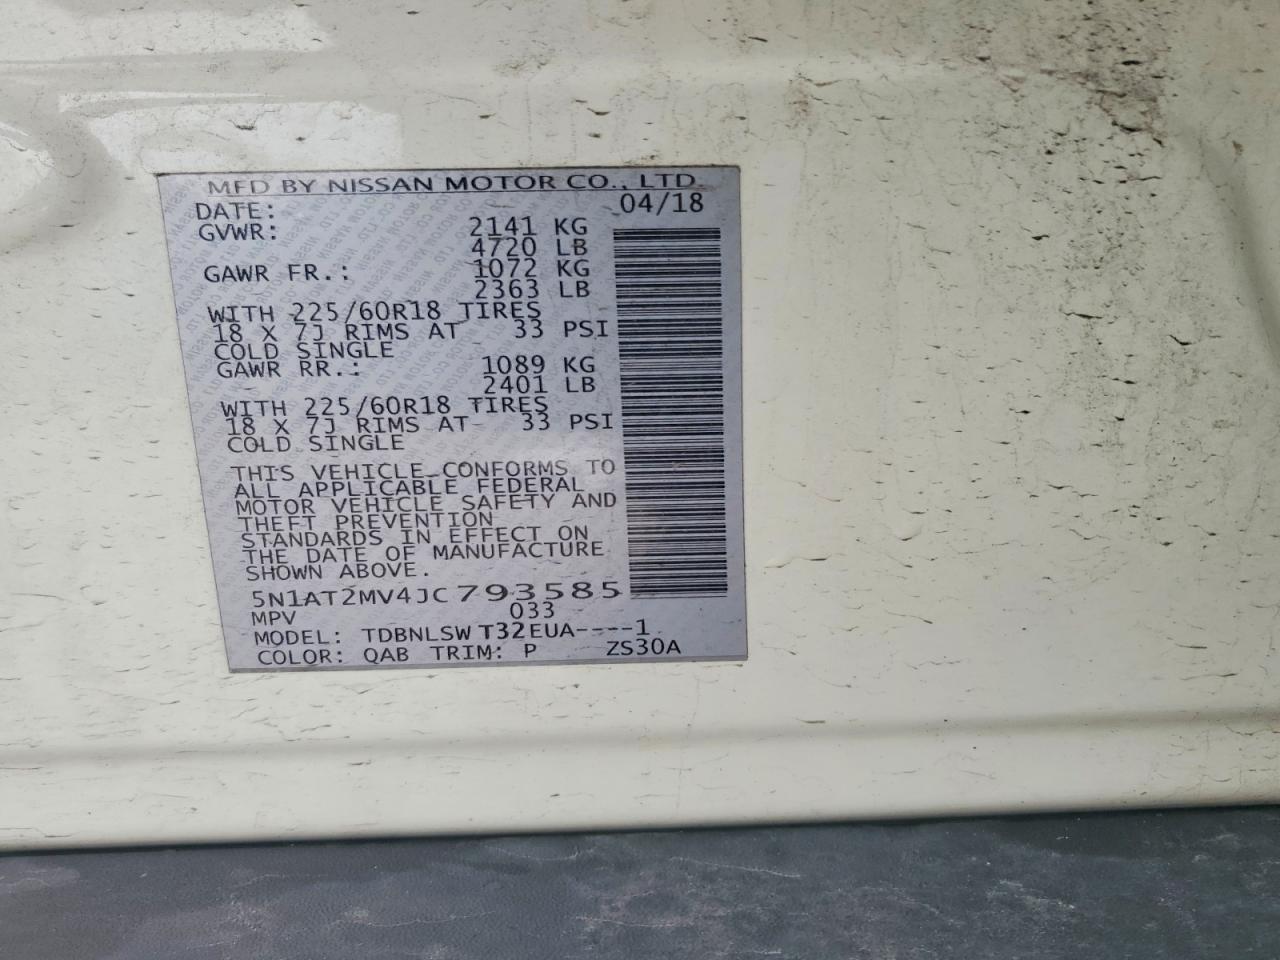 MFD BY NISSAN MOTOR CO., LTD.
DATE: 04/18
GVWR: 2141 KG
4720 LB
GAWR FR.: 1072 KG
2363 LB
WITH 225/60R18 TIRES
18 X 7J RIMS AT 33 PSI
COLD SINGLE
GAWR RR.: 1089 KG
2401 LB
WITH 225/60R18 TIRES
18 X 7J RIMS AT 33 PSI
COLD SINGLE
THIS VEHICLE CONFORMS TO
ALL APPLICABLE FEDERAL
MOTOR VEHICLE SAFETY AND
THEFT PREVENTION
STANDARDS IN EFFECT ON
THE DATE OF MANUFACTURE
SHOWN ABOVE.
5N1AT2MV4JC793585
MPV 033
MODEL: TDBNLSW T32EUA----1
COLOR: QAB TRIM: P ZS30A